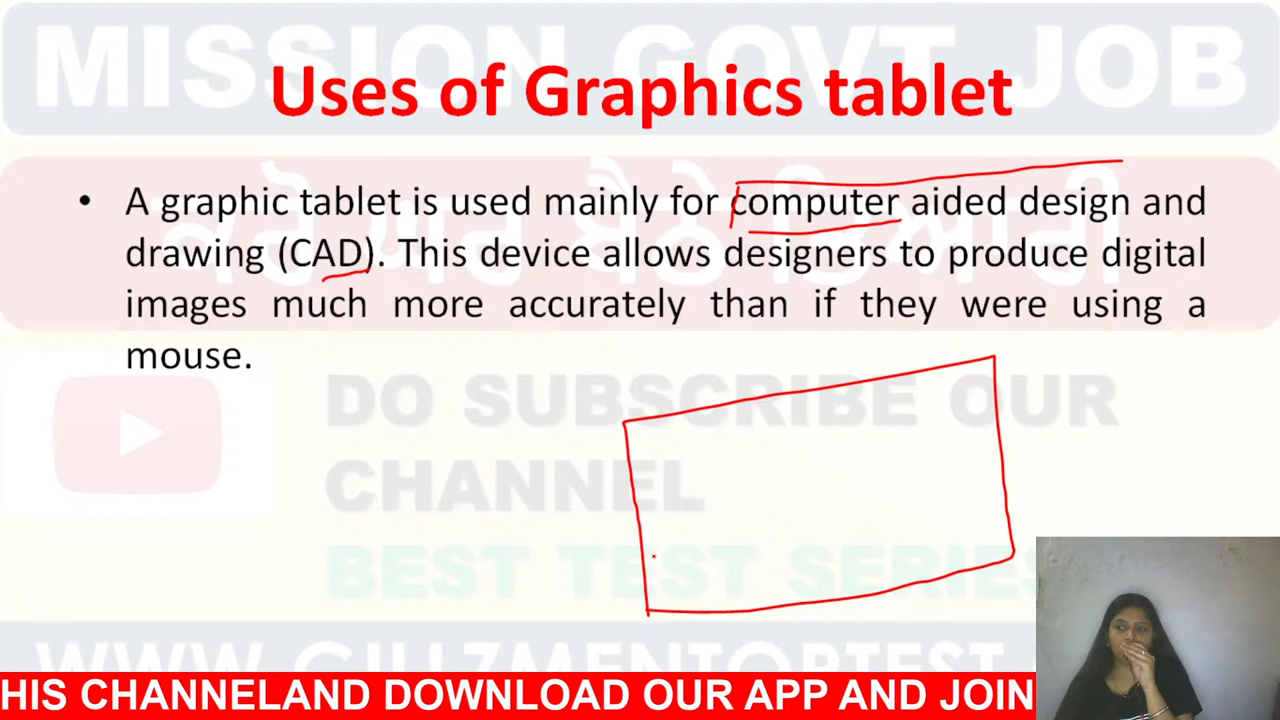 MISSION GOVT JOB
Uses of Graphics tablet
• A graphic tablet is used mainly for computer aided design and
drawing (CAD). This device allows designers to produce digital
images much more accurately than if they were using a
mouse.
DO SUBSCRIBE OUR
CHANNEL
BEST TEST SERIES
HIS CHANNELAND DOWNLOAD OUR APP AND JOIN